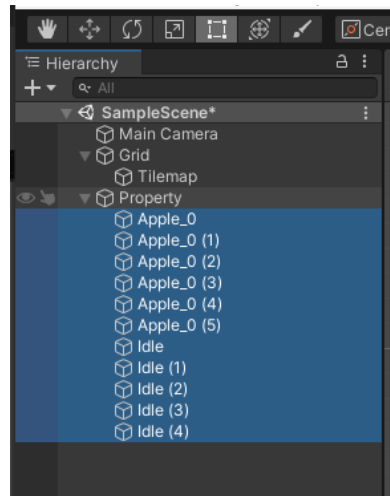 Cen
Hierarchy
All
SampleScene*
Main Camera
Grid
Tilemap
Property
Apple_0
Apple_0 (1)
Apple_0 (2)
Apple_0 (3)
Apple_0 (4)
Apple_0 (5)
Idle
Idle (1)
Idle (2)
Idle (3)
Idle (4)